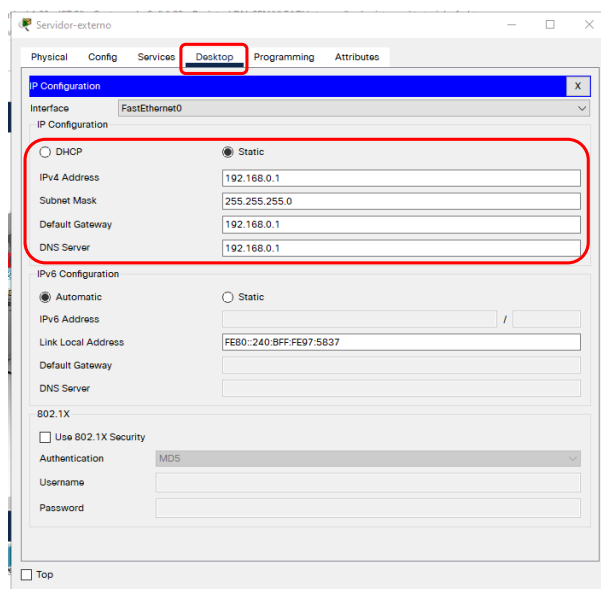 Servidor-externo
Physical Config Services Desktop Programming Attributes
IP Configuration X
Interface FastEthernet0
IP Configuration
DHCP Static
IPv4 Address 192.168.0.1
Subnet Mask 255.255.255.0
Default Gateway 192.168.0.1
DNS Server 192.168.0.1
IPv6 Configuration
Automatic Static
IPv6 Address /
Link Local Address FE80::240:BFF:FE97:5837
Default Gateway
DNS Server
802.1X
Use 802.1X Security
Authentication MD5
Username
Password
Top